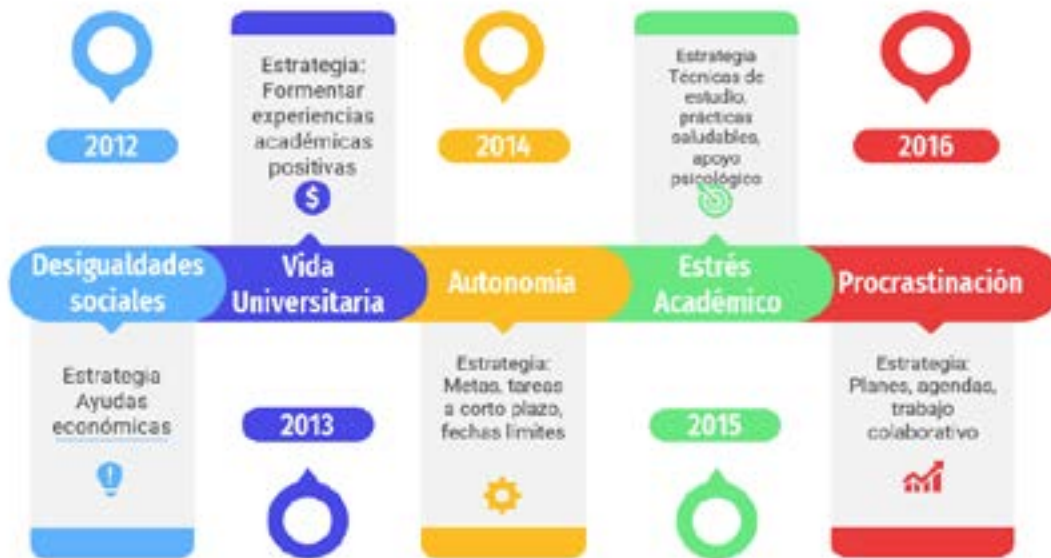 2012
Estrategia:
Formentar
experiencias
académicas
positivas
$
2014
Estrategia
Técnicas de
estudio,
prácticas
saludables,
apoyo
psicológico
2016
Desigualdades
sociales
Vida
Universitaria
Autonomia
Estrés
Académico
Procrastinación
Estrategia
Ayudas
económicas
2013
Estrategia:
Metas, tareas
a corto plazo,
fechas limites
2015
Estrategia:
Planes, agendas,
trabajo
colaborativo